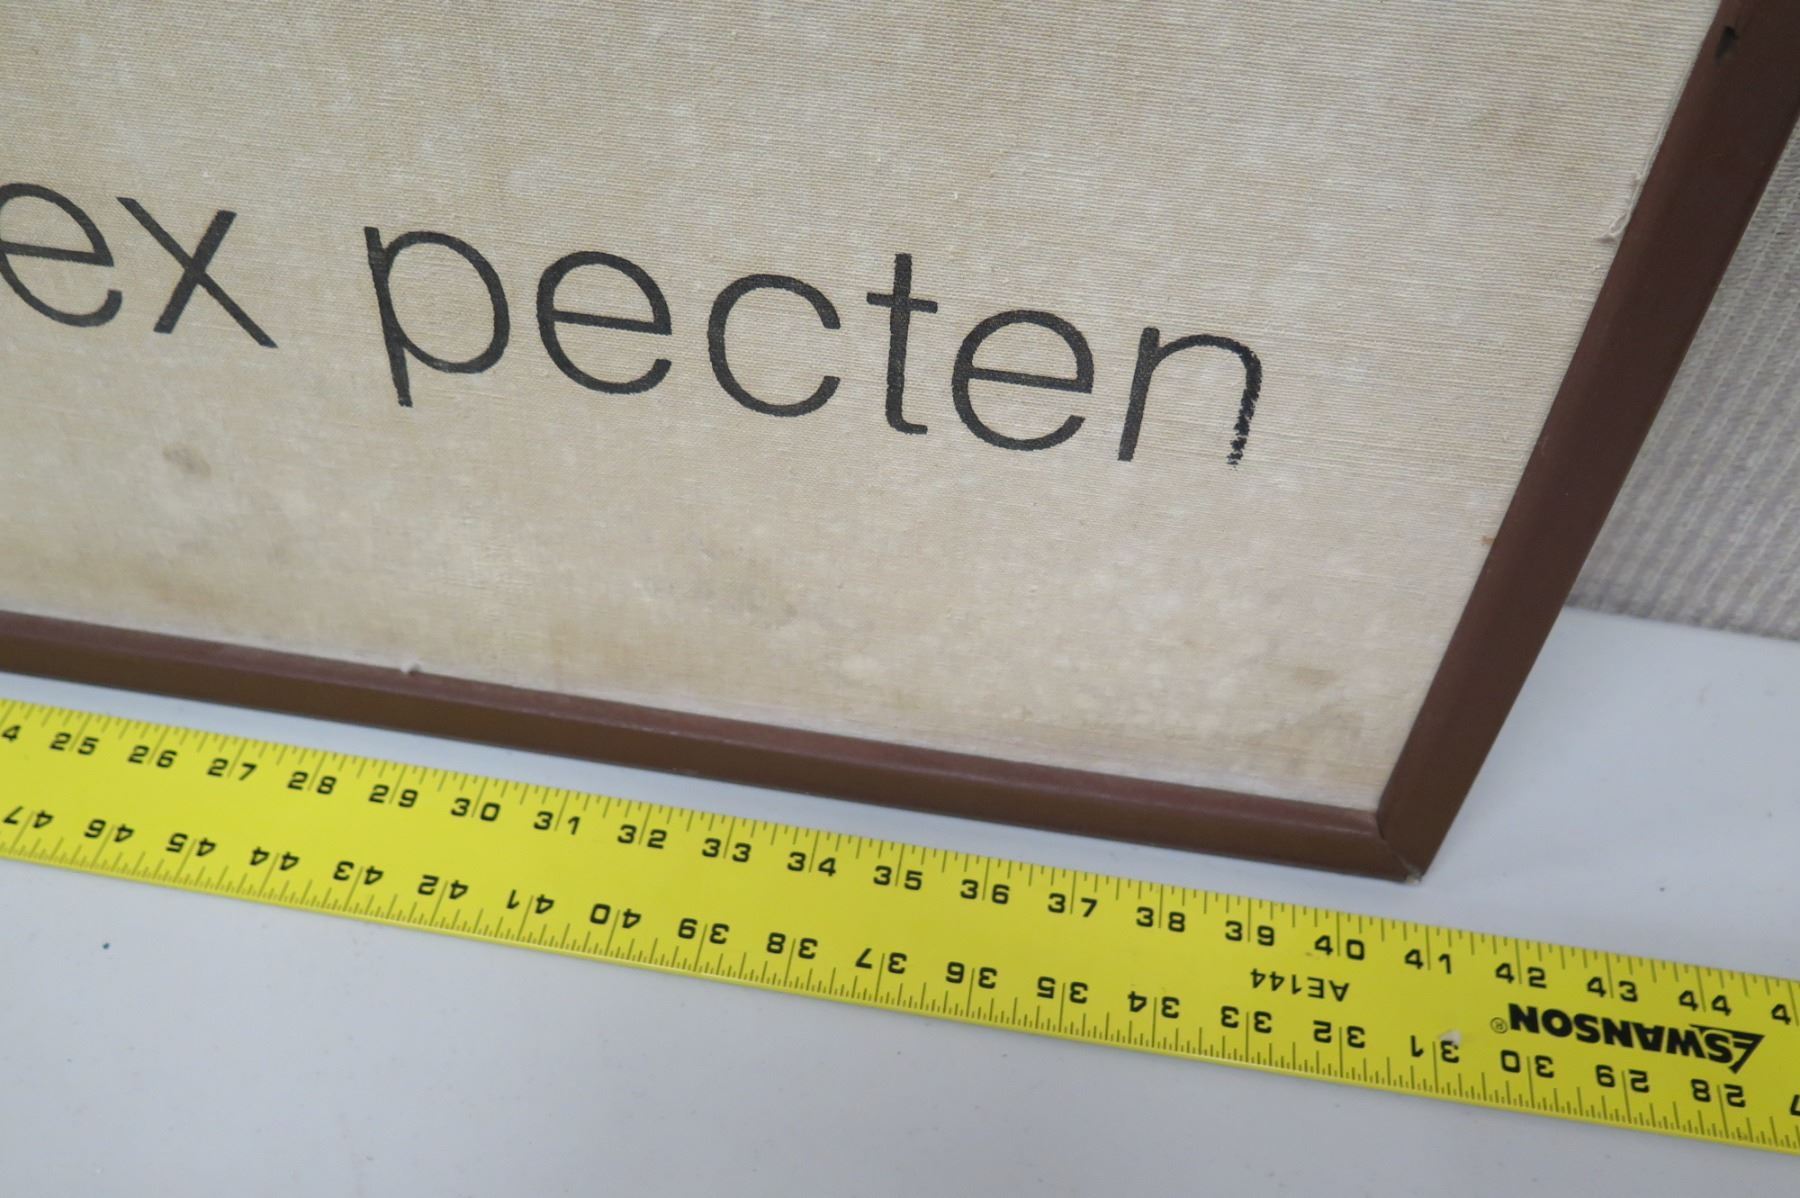 ex pecten
25 26 27 28 29 30 31 32 33 34 35 36 37 38 39 40 41 42 43 44
AE144
SWANSON®
47 46 45 44 43 42 41 40 39 38 37 36 35 34 33 32 31 30 29 28